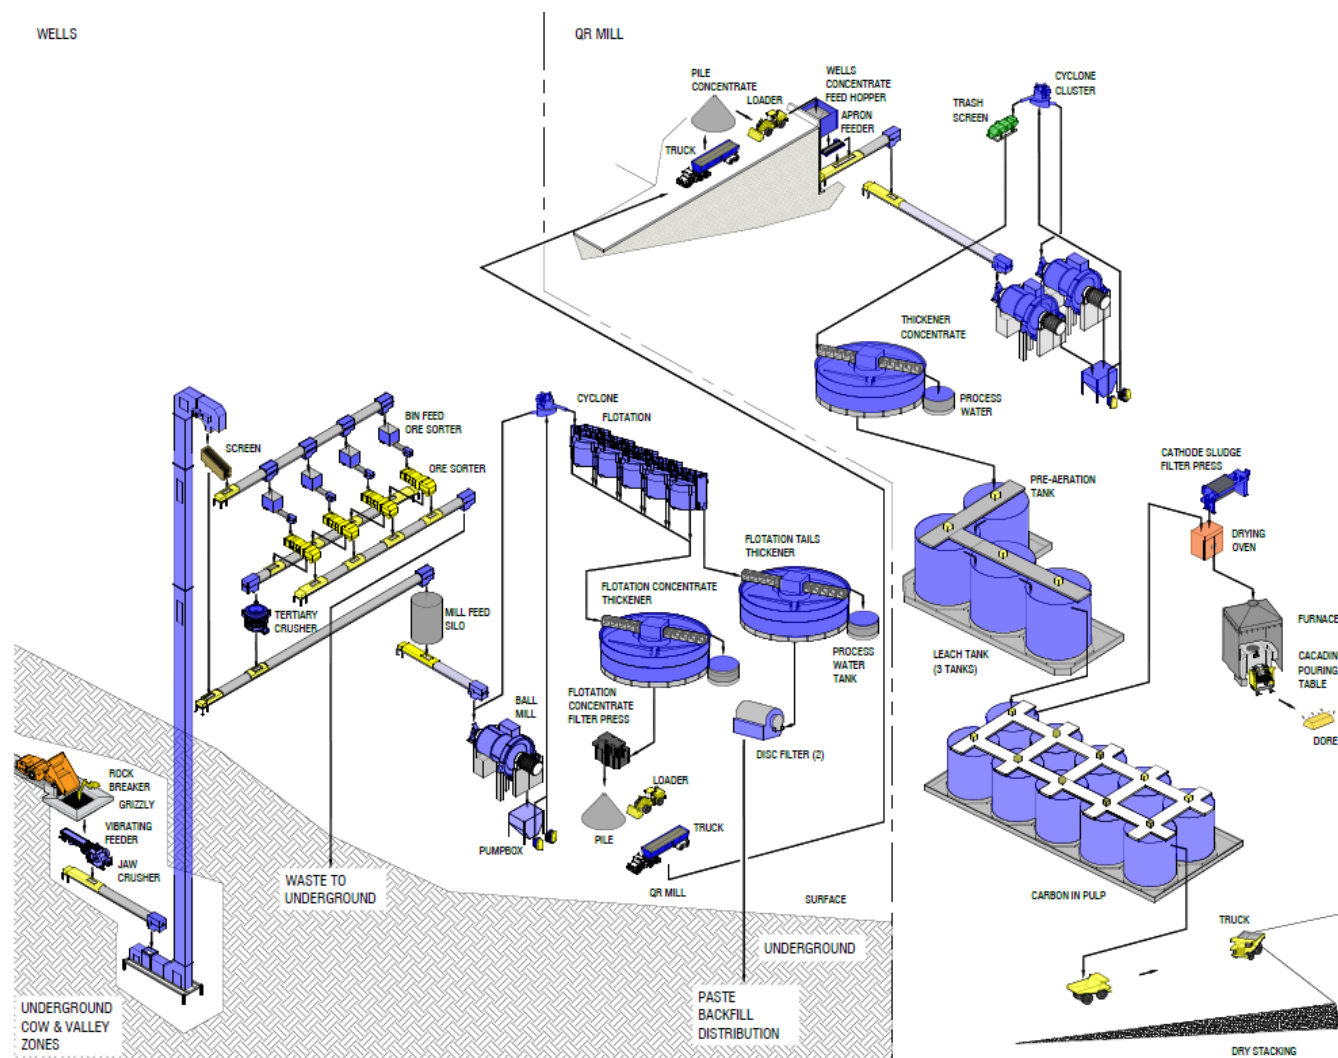 WELLS
QR MILL
PILE
CONCENTRATE
LOADER
WELLS
CONCENTRATE
FEED HOPPER
APRON
FEEDER
TRUCK
TRASH
SCREEN
CYCLONE
CLUSTER
THICKENER
CONCENTRATE
PROCESS
WATER
CYCLONE
FLOTATION
BIN FEED
ORE SORTER
SCREEN
ORE SORTER
PRE-AERATION
TANK
CATHODE SLUDGE
FILTER PRESS
DRYING
OVEN
FLOTATION TAILS
THICKENER
FLOTATION CONCENTRATE
THICKENER
TERTIARY
CRUSHER
MILL FEED
SILO
FURNACE
PROCESS
WATER
TANK
LEACH TANK
(3 TANKS)
CACADING
POURING
TABLE
BALL
MILL
FLOTATION
CONCENTRATE
FILTER PRESS
DORE
DISC FILTER (2)
ROCK
BREAKER
GRIZZLY
LOADER
VIBRATING
FEEDER
TRUCK
PILE
PUMPBOX
JAW
CRUSHER
WASTE TO
UNDERGROUND
QR MILL
SURFACE
CARBON IN PULP
TRUCK
UNDERGROUND
PASTE
BACKFILL
DISTRIBUTION
UNDERGROUND
COW & VALLEY
ZONES
DRY STACKING